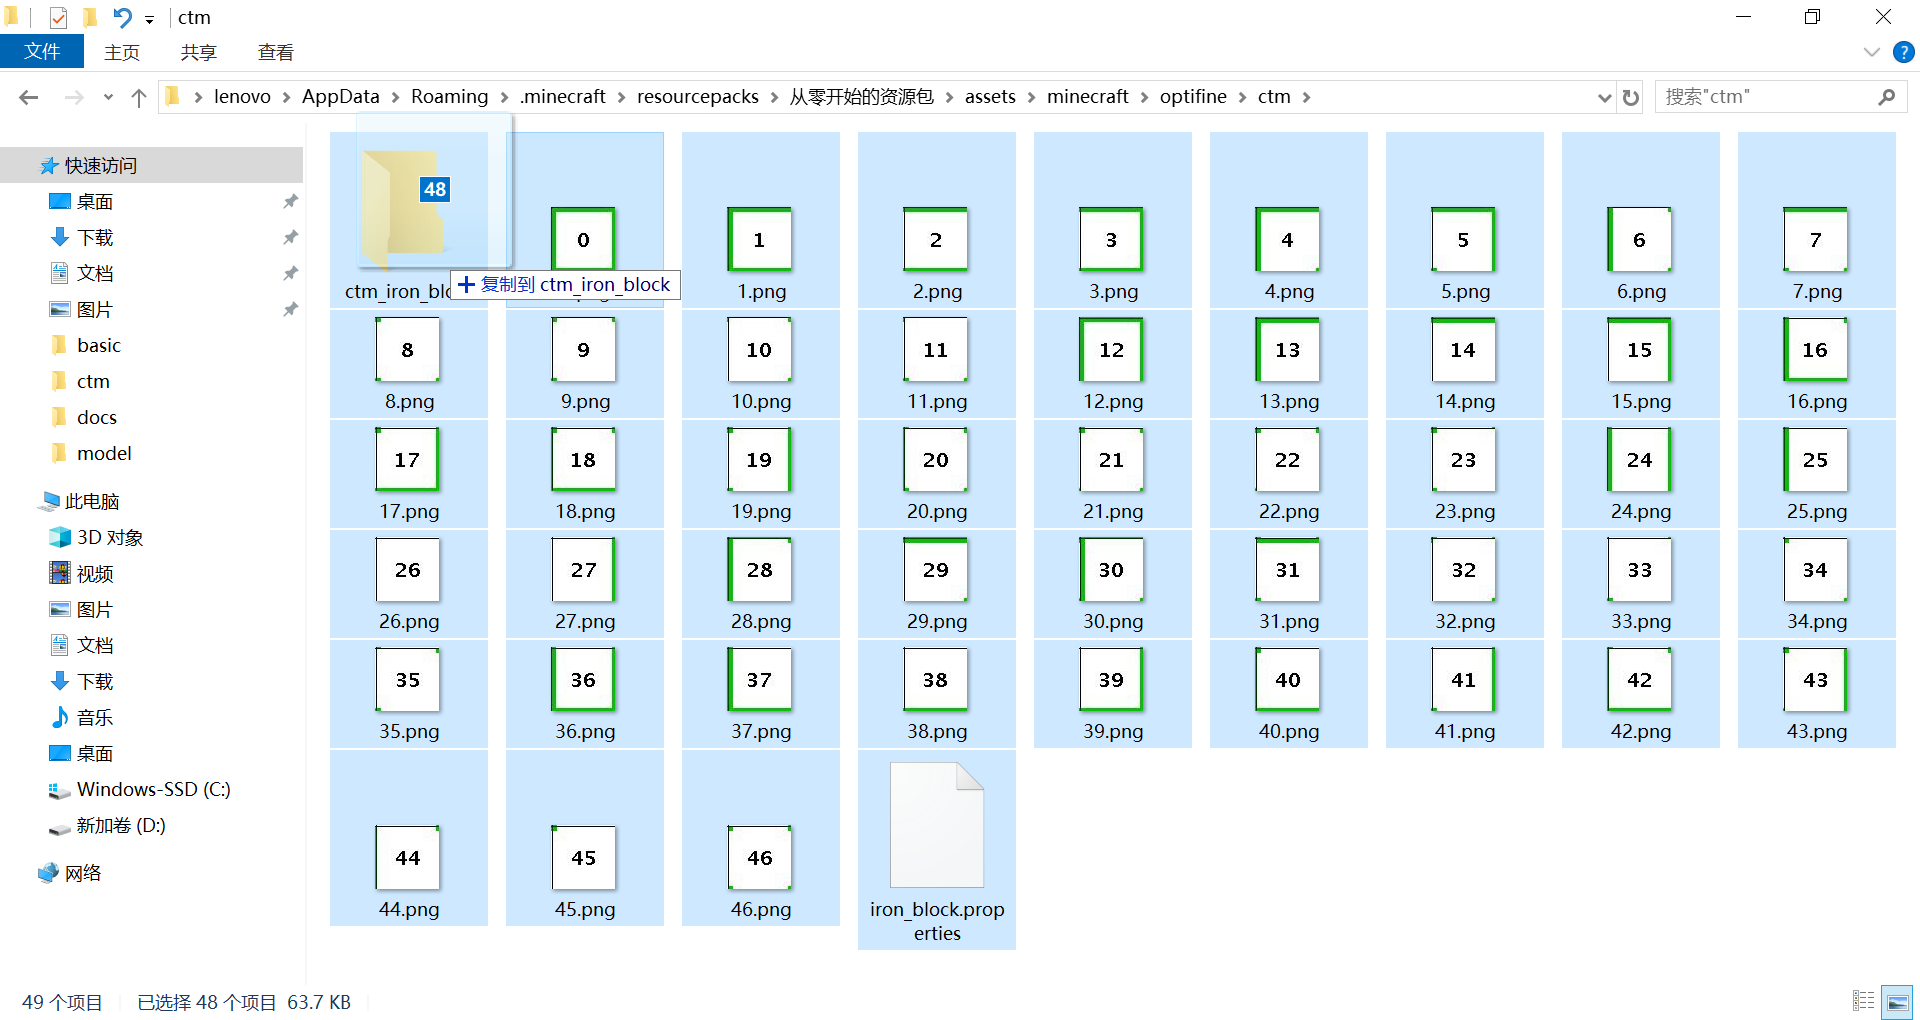 ctm
文件 主页 共享 查看
lenovo AppData Roaming .minecraft resourcepacks 从零开始的资源包 assets minecraft optifine ctm
搜索"ctm"
快速访问
桌面
下载
文档
图片
basic
ctm
docs
model
此电脑
3D 对象
视频
图片
文档
下载
音乐
桌面
Windows-SSD (C:)
新加卷 (D:)
网络
48
0 1 2 3 4 5 6 7
ctm_iron_blo
复制到 ctm_iron_block
1.png 2.png 3.png 4.png 5.png 6.png 7.png
8 9 10 11 12 13 14 15 16
8.png 9.png 10.png 11.png 12.png 13.png 14.png 15.png 16.png
17 18 19 20 21 22 23 24 25
17.png 18.png 19.png 20.png 21.png 22.png 23.png 24.png 25.png
26 27 28 29 30 31 32 33 34
26.png 27.png 28.png 29.png 30.png 31.png 32.png 33.png 34.png
35 36 37 38 39 40 41 42 43
35.png 36.png 37.png 38.png 39.png 40.png 41.png 42.png 43.png
44 45 46
44.png 45.png 46.png iron_block.prop
erties
49 个项目 已选择 48 个项目 63.7 KB